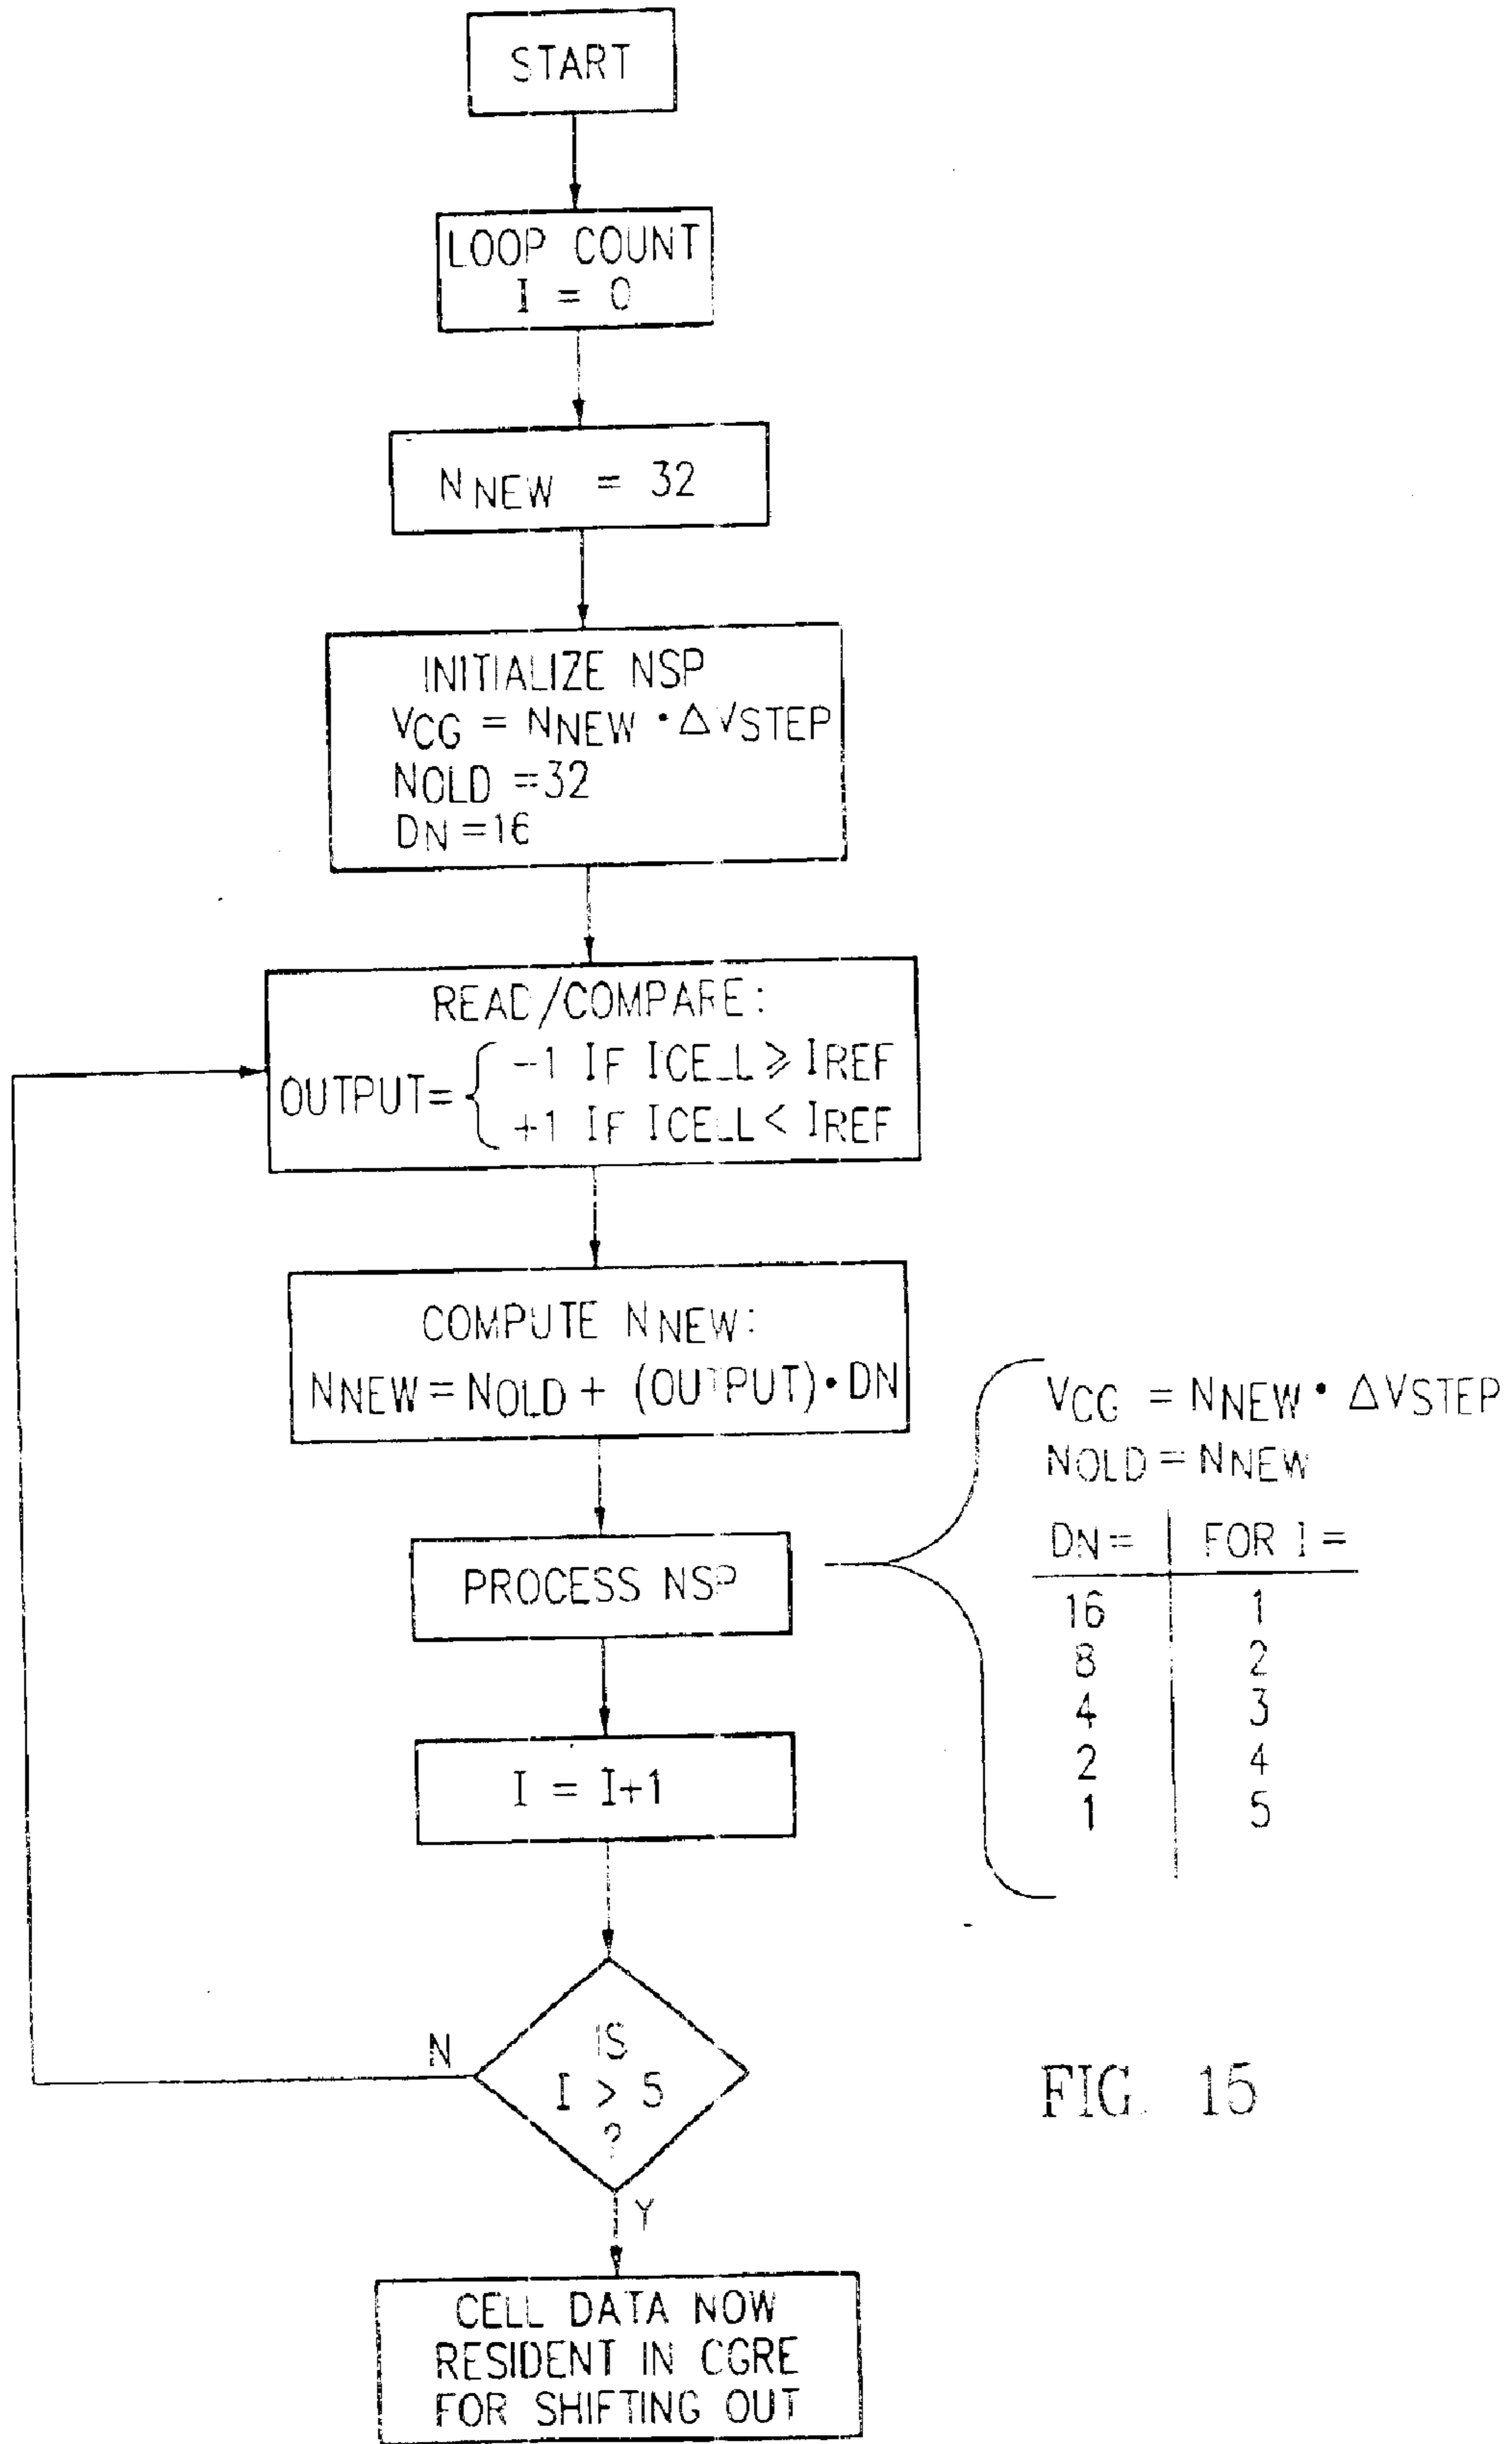 START
LOOP COUNT
I = 0
N NEW = 32
INITIALIZE NSP
VCG = NNEW • ΔVSTEP
NOLD =32
DN =16
READ/COMPARE:
OUTPUT= { -1 IF ICELL ⩾ IREF
+1 IF ICELL < IREF
COMPUTE NNEW:
NNEW = NOLD + (OUTPUT) • DN
PROCESS NSP
VCG = NNEW • ΔVSTEP
NOLD = NNEW
DN = FOR I =
16 1
8 2
4 3
2 4
1 5
I = I+1
IS
I > 5
?
N
Y
CELL DATA NOW
RESIDENT IN CGRE
FOR SHIFTING OUT
FIG. 15